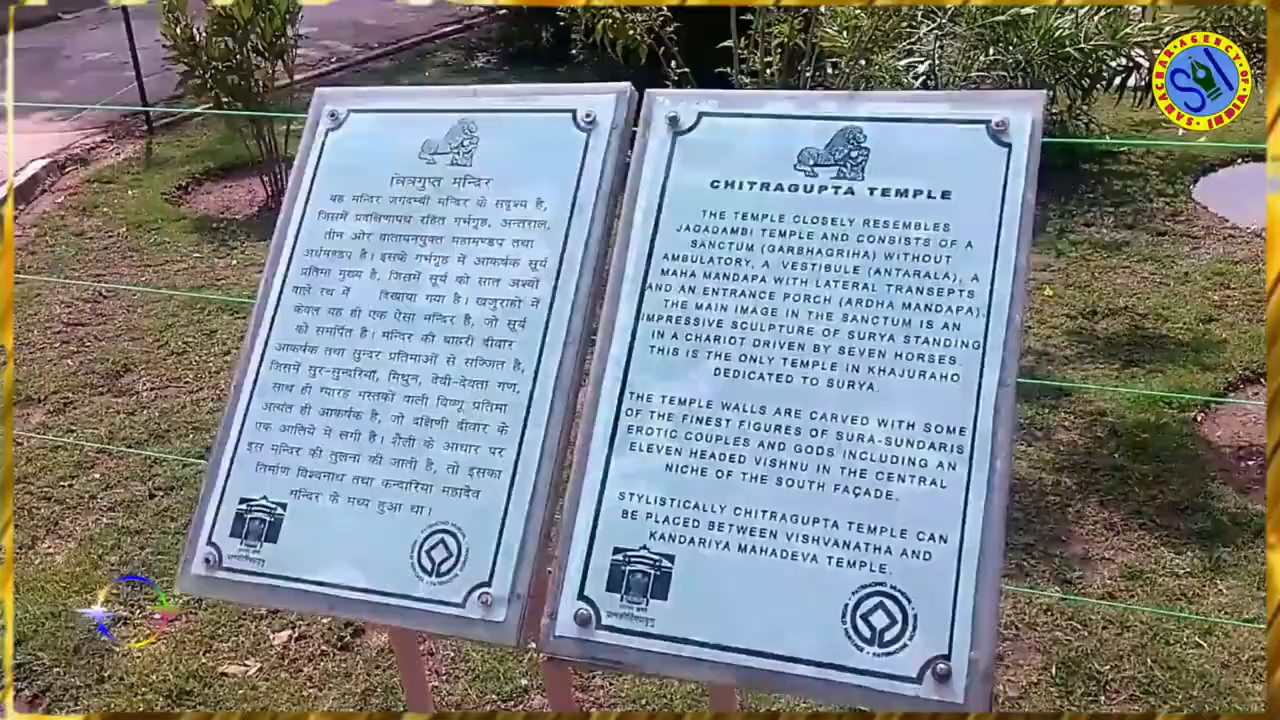 चित्रगुप्त मन्दिर
यह मन्दिर जगदम्बी मन्दिर के सदृश्य है,
जिसमें प्रदक्षिणापथ रहित गर्भगृह, अन्तराल,
तीन ओर वातायनयुक्त महामण्डप तथा
अर्धमण्डप है। इसके गर्भगृह में आकर्षक सूर्य
प्रतिमा मुख्य है, जिसमें सूर्य को सात अश्वों
वाले रथ में दिखाया गया है। खजुराहो में
केवल यह ही एक ऐसा मन्दिर है, जो सूर्य
को समर्पित है। मन्दिर की बाहरी दीवार
आकर्षक तथा सुन्दर प्रतिमाओं से सज्जित है,
जिसमें सुर-सुन्दरियाँ, मिथुन, देवी-देवता गण,
साथ ही ग्यारह मस्तकों वाली विष्णू प्रतिमा
अत्यंत ही आकर्षक है, जो दक्षिणी दीवार के
एक आलिये में लगी है। शैली के आधार पर
इस मन्दिर की तुलना की जाती है, तो इसका
निर्माण विश्वनाथ तथा कन्दारिया महादेव
मन्दिर के मध्य हुआ था।
CHITRAGUPTA TEMPLE
THE TEMPLE CLOSELY RESEMBLES
JAGADAMBI TEMPLE AND CONSISTS OF A
SANCTUM (GARBHAGRIHA) WITHOUT
AMBULATORY, A VESTIBULE (ANTARALA), A
MAHA MANDAPA WITH LATERAL TRANSEPTS
AND AN ENTRANCE PORCH (ARDHA MANDAPA).
THE MAIN IMAGE IN THE SANCTUM IS AN
IMPRESSIVE SCULPTURE OF SURYA STANDING
IN A CHARIOT DRIVEN BY SEVEN HORSES.
THIS IS THE ONLY TEMPLE IN KHAJURAHO
DEDICATED TO SURYA.
THE TEMPLE WALLS ARE CARVED WITH SOME
OF THE FINEST FIGURES OF SURA-SUNDARIS
EROTIC COUPLES AND GODS INCLUDING AN
ELEVEN HEADED VISHNU IN THE CENTRAL
NICHE OF THE SOUTH FAÇADE.
STYLISTICALLY CHITRAGUPTA TEMPLE CAN
BE PLACED BETWEEN VISHVANATHA AND
KANDARIYA MAHADEVA TEMPLE.
SANACHAR AGENCY OF INDIA
SI